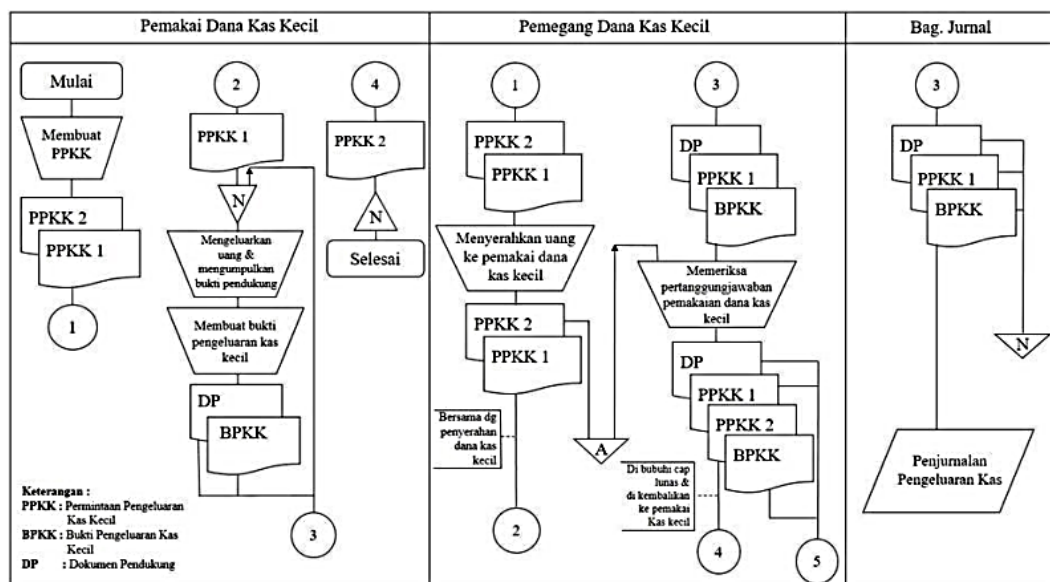 Pemakai Dana Kas Kecil
Mulai
Membuat
PPKK
PPKK 2
PPKK 1
1
2
PPKK 1
N
Mengeluarkan
uang &
mengumpulkan
bukti pendukung
Membuat bukti
pengeluran kas
kecil
DP
BPKK
3
4
PPKK 2
N
Selesai
Keterangan :
PPKK : Permintaan Pengeluran
Kas Kecil
BPKK : Bukti Pengeluran Kas
Kecil
DP : Dokumen Pendukung
Pemegang Dana Kas Kecil
1
PPKK 2
PPKK 1
Menyerahkan uang
ke pemakai dana
kas kecil
PPKK 2
PPKK 1
Bersama dg
penyerahan
dana kas
kecil
A
2
3
DP
PPKK 1
BPKK
Memeriksa
pertanggungjawaban
pemakaian dana kas
kecil
DP
PPKK 1
PPKK 2
BPKK
Di bubuhi cap
lunas &
di kembalikan
ke pemakai
Kas kecil
4
5
Bag. Jurnal
3
DP
PPKK 1
BPKK
N
Penjurnalan
Pengeluran Kas